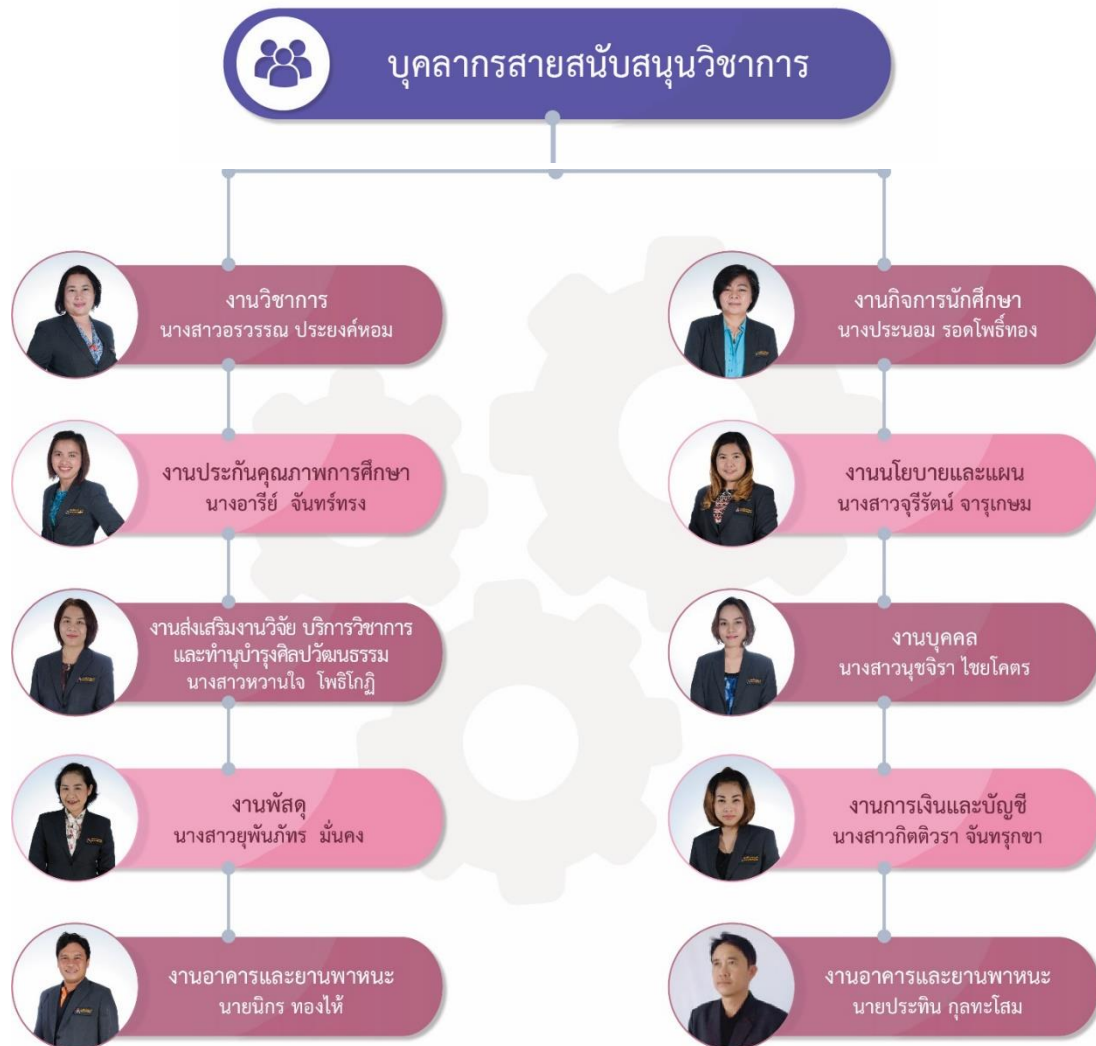 บุคลากรสายสนับสนุนวิชาการ
งานวิชาการ
นางสาวอรวรรณ ประยงค์หอม
งานประกันคุณภาพการศึกษา
นางอารีย์ จันทร์ทรง
งานส่งเสริมงานวิจัย บริการวิชาการ
และทำนุบำรุงศิลปวัฒนธรรม
นางสาวหวานใจ โพธิโกฏิ
งานพัสดุ
นางสาวยุพันภัทร มั่นคง
งานอาคารและยานพาหนะ
นายนิกร ทองไห้
งานกิจการนักศึกษา
นางประนอม รอดโพธิ์ทอง
งานนโยบายและแผน
นางสาวจุรีรัตน์ จารุเกษม
งานบุคคล
นางสาวนุชจิรา ไชยโคตร
งานการเงินและบัญชี
นางสาวกิตติวรา จันทรุกขา
งานอาคารและยานพาหนะ
นายประทิน กุลทะโสม